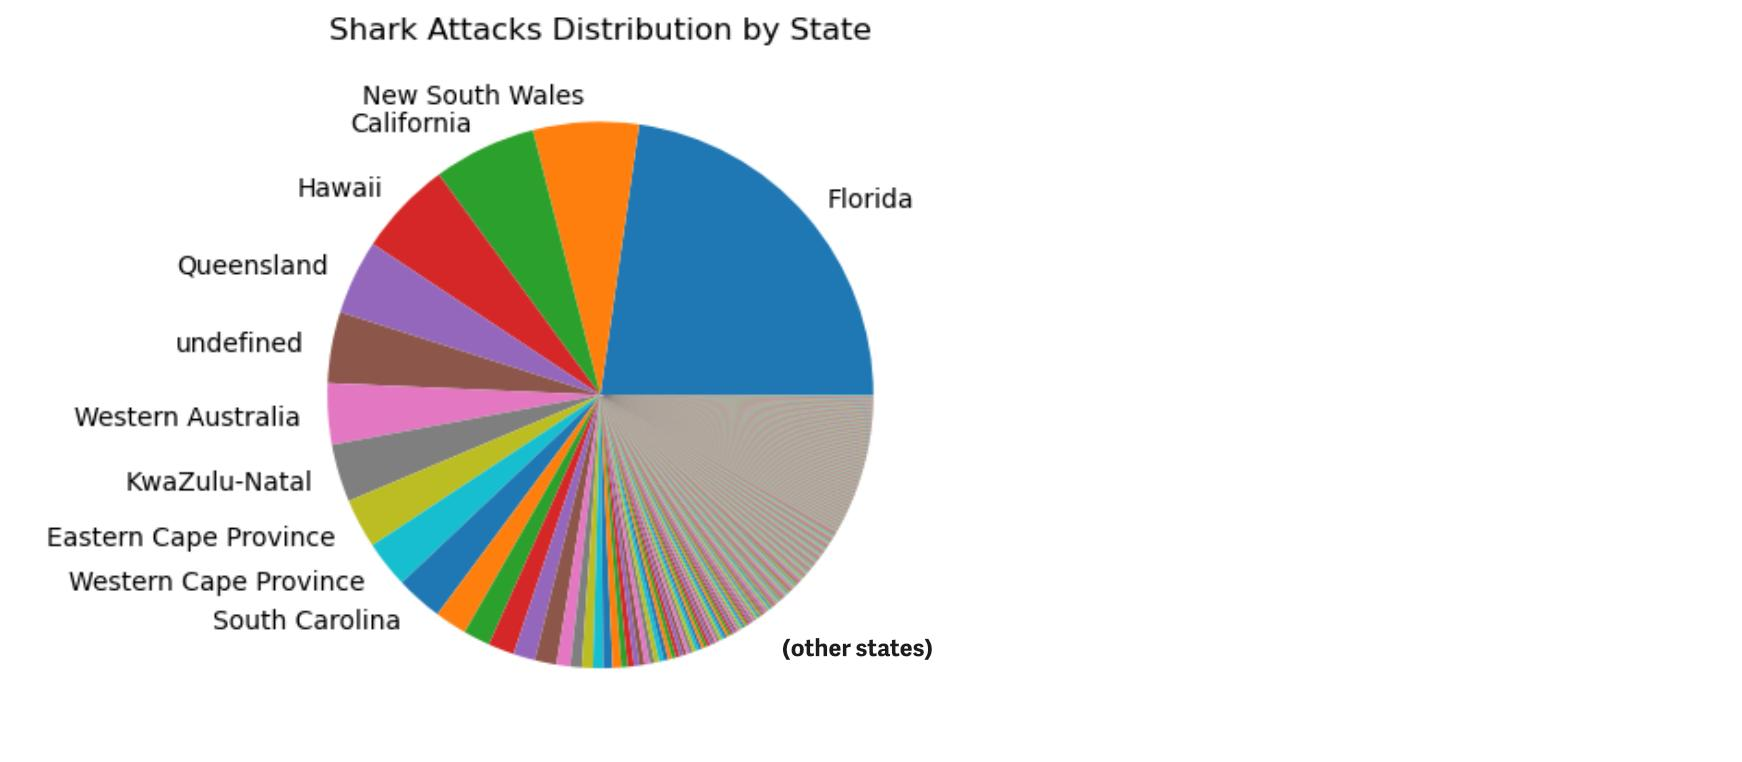 Shark Attacks Distribution by State
New South Wales
California
Hawaii
Florida
Queensland
undefined
Western Australia
KwaZulu-Natal
Eastern Cape Province
Western Cape Province
South Carolina
(other states)